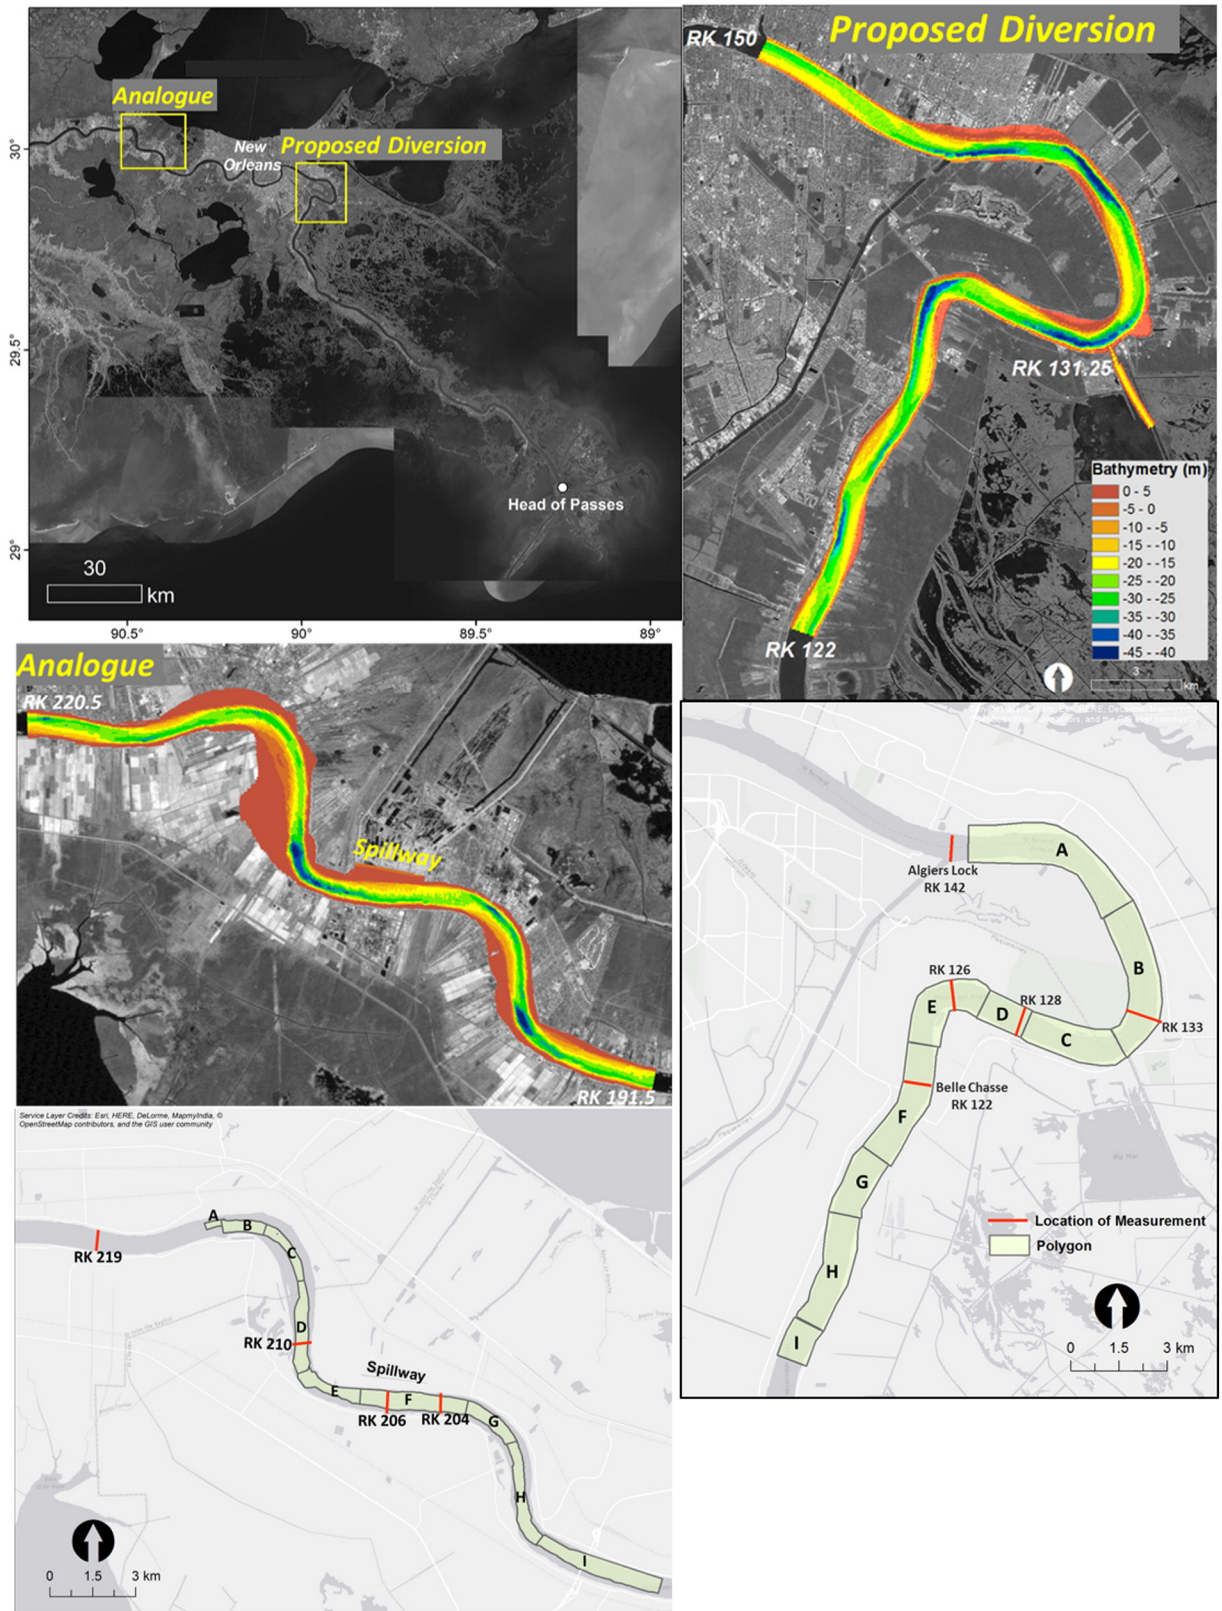 Analogue
New
Orleans
Proposed Diversion
30°
29.5°
29°
Head of Passes
30
km
90.5°
90°
89.5°
89°
Proposed Diversion
RK 150
RK 131.25
RK 122
Bathymetry (m)
0 - 5
-5 - 0
-10 - -5
-15 - -10
-20 - -15
-25 - -20
-30 - -25
-35 - -30
-40 - -35
-45 - -40
3
km
Analogue
RK 220.5
Spillway
RK 191.5
Service Layer Credits: Esri, HERE, DeLorme, MapmyIndia, ©
OpenStreetMap contributors, and the GIS user community
A
B
C
RK 219
D
RK 210
Spillway
E
F
RK 206
RK 204
G
H
I
0 1.5 3 km
A
Algiers Lock
RK 142
B
RK 126
E
D
RK 128
C
RK 133
Belle Chasse
RK 122
F
G
H
I
Location of Measurement
Polygon
0 1.5 3 km